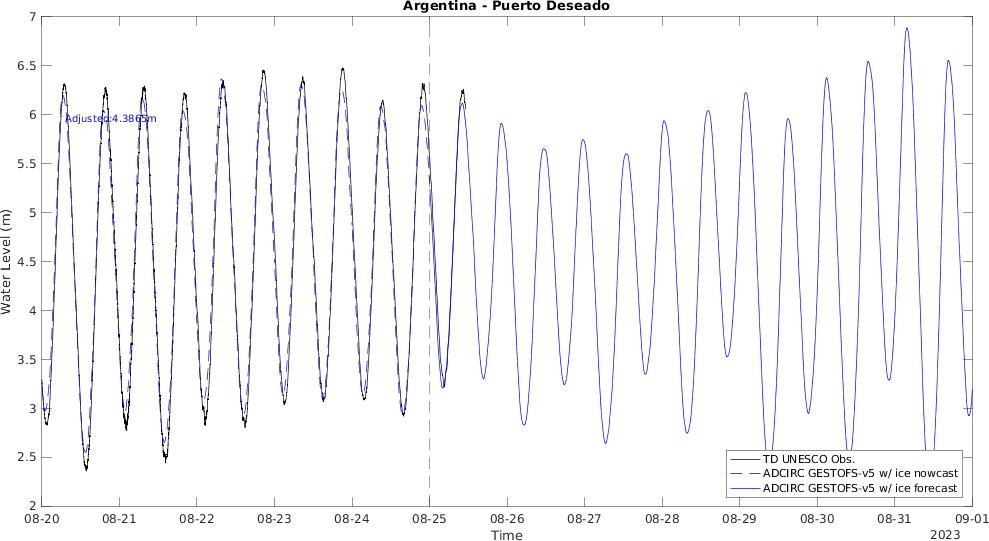 Argentina - Puerto Deseado
7
6.5
6
5.5
5
4.5
4
3.5
3
2.5
2
Water Level (m)
Adjusted:4.3865m
TD UNESCO Obs.
ADCIRC GESTOFS-v5 w/ ice nowcast
ADCIRC GESTOFS-v5 w/ ice forecast
08-20 08-21 08-22 08-23 08-24 08-25 08-26 08-27 08-28 08-29 08-30 08-31 09-01
Time
2023